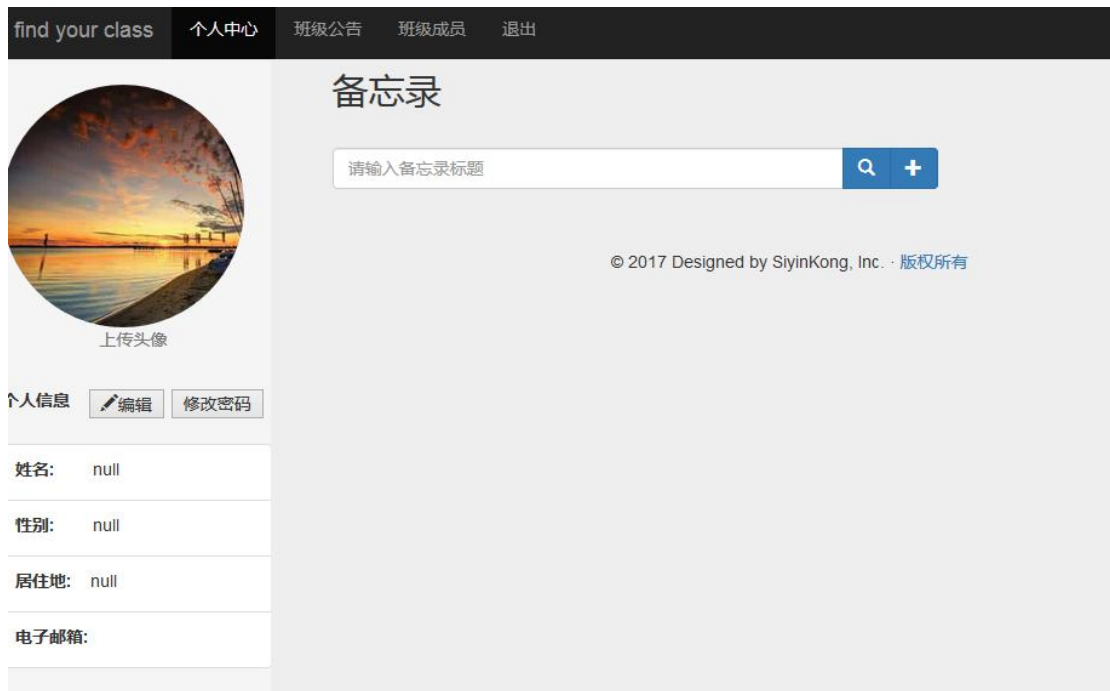 find your class 个人中心 班级公告 班级成员 退出
备忘录
请输入备忘录标题
© 2017 Designed by SiyinKong, Inc. · 版权所有
上传头像
个人信息 编辑 修改密码
姓名: null
性别: null
居住地: null
电子邮箱: